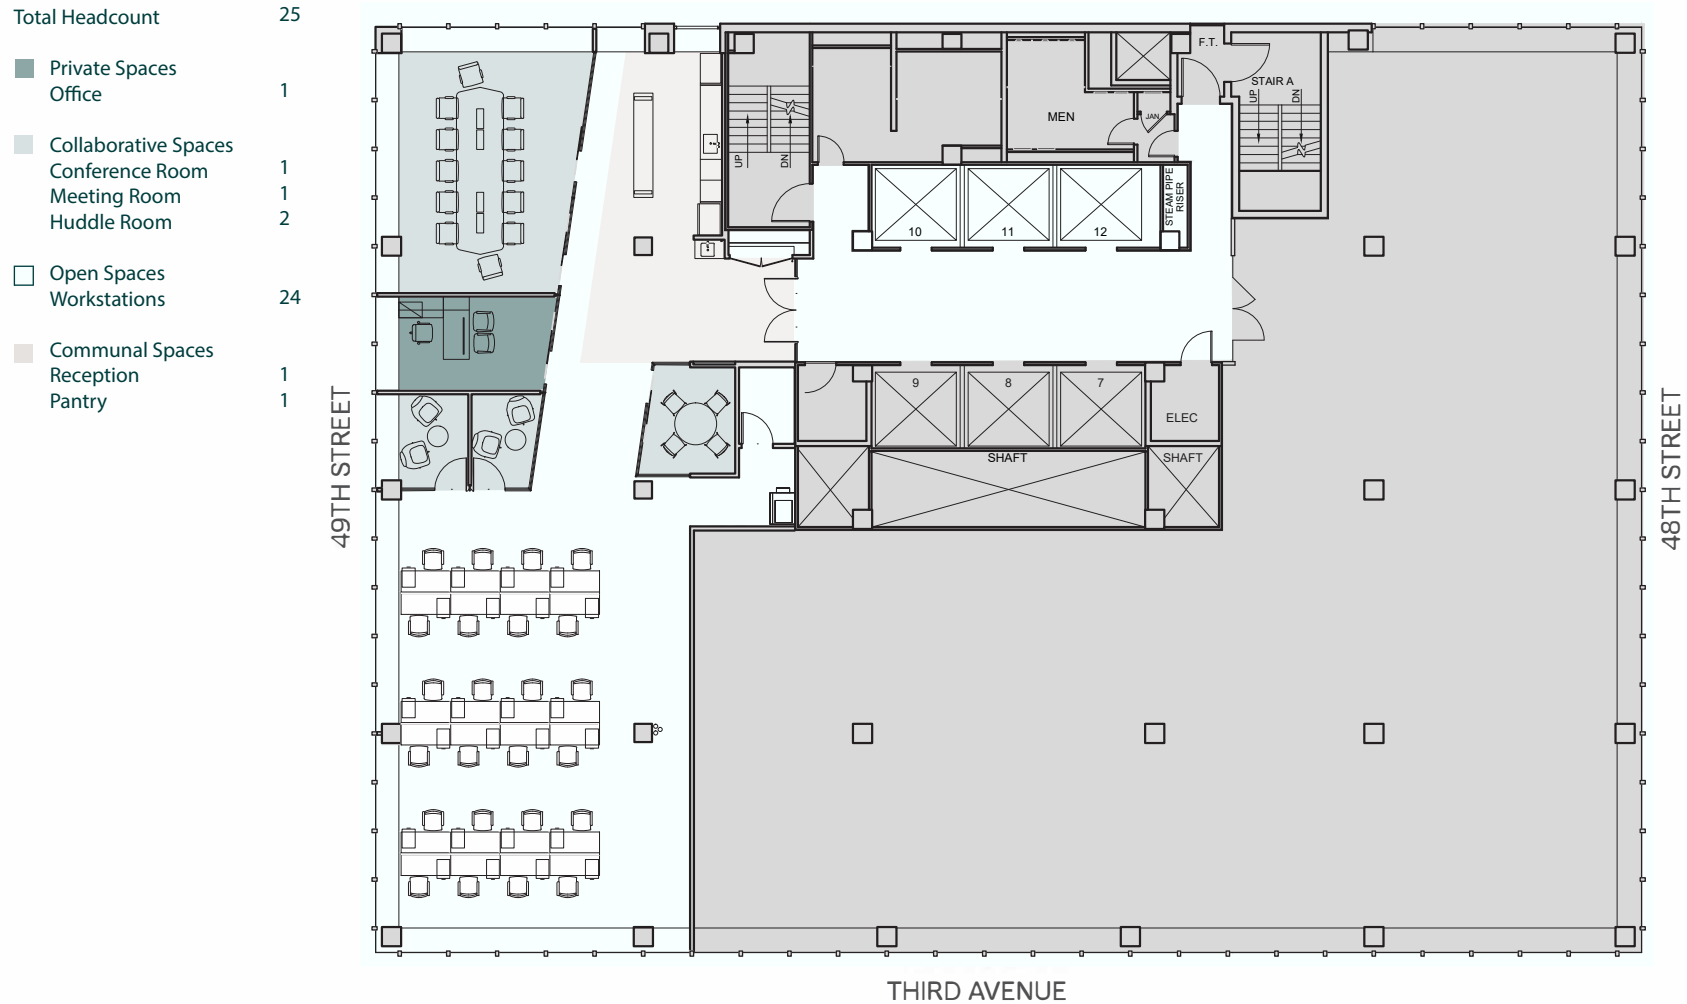 Total Headcount 25
Private Spaces
Office 1
Collaborative Spaces
Conference Room 1
Meeting Room 1
Huddle Room 2
Open Spaces
Workstations 24
Communal Spaces
Reception 1
Pantry 1
49TH STREET
48TH STREET
THIRD AVENUE
F.T.
STAIR A
UP
DN
MEN
JAN
UP
DN
STEAM PIPE
RISER
10
11
12
9
8
7
ELEC
SHAFT
SHAFT